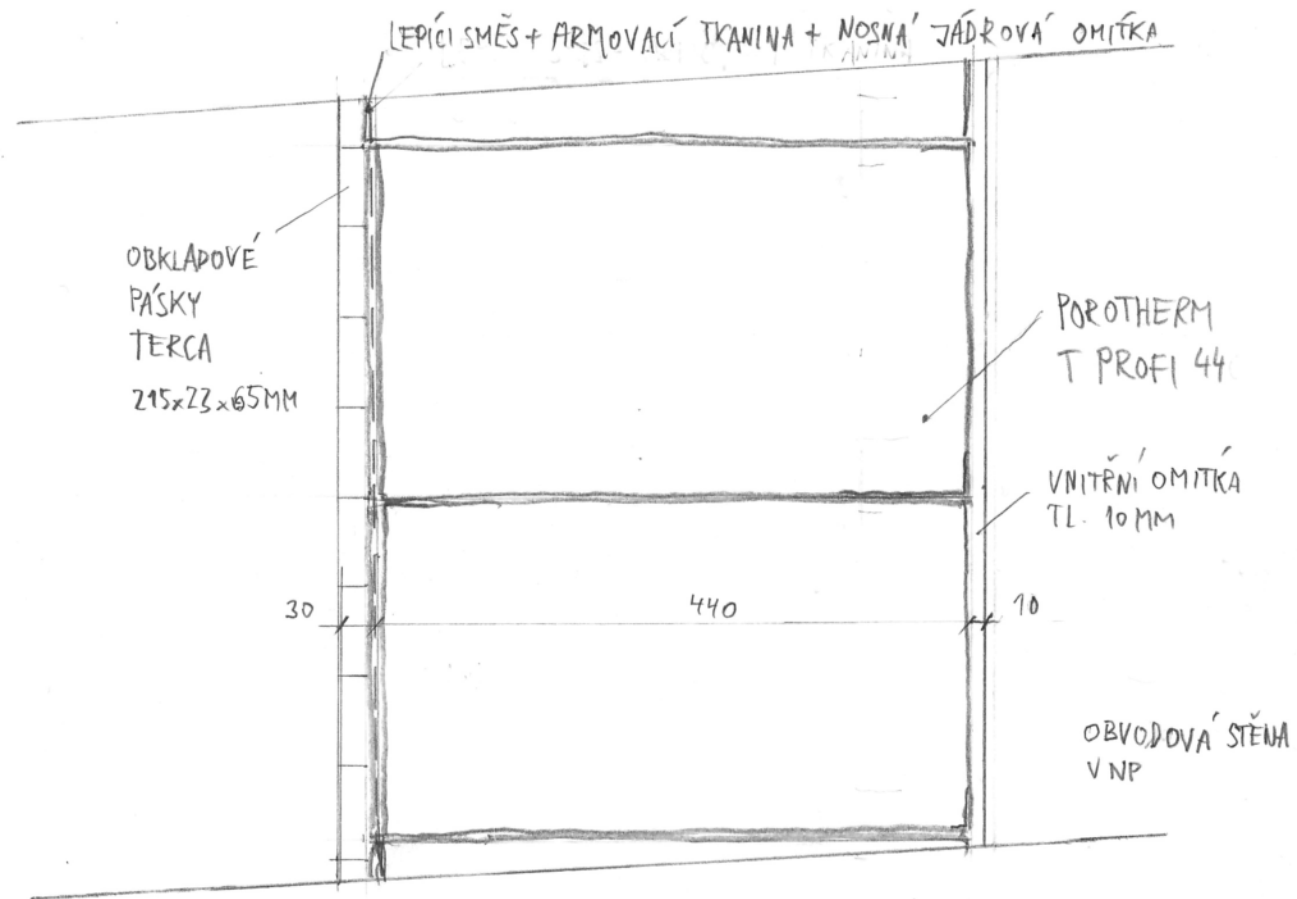 LEPÍCÍ SMĚS + ARMOVACÍ TKANINA + NOSNÁ JÁDROVÁ OMÍTKA
OBKLADOVÉ
PÁSKY
TERCA
215x23x65MM
POROTHERM
T PROFI 44
VNITŘNÍ OMITKA
TL. 10MM
30
440
10
OBVODOVÁ STĚNA
V NP